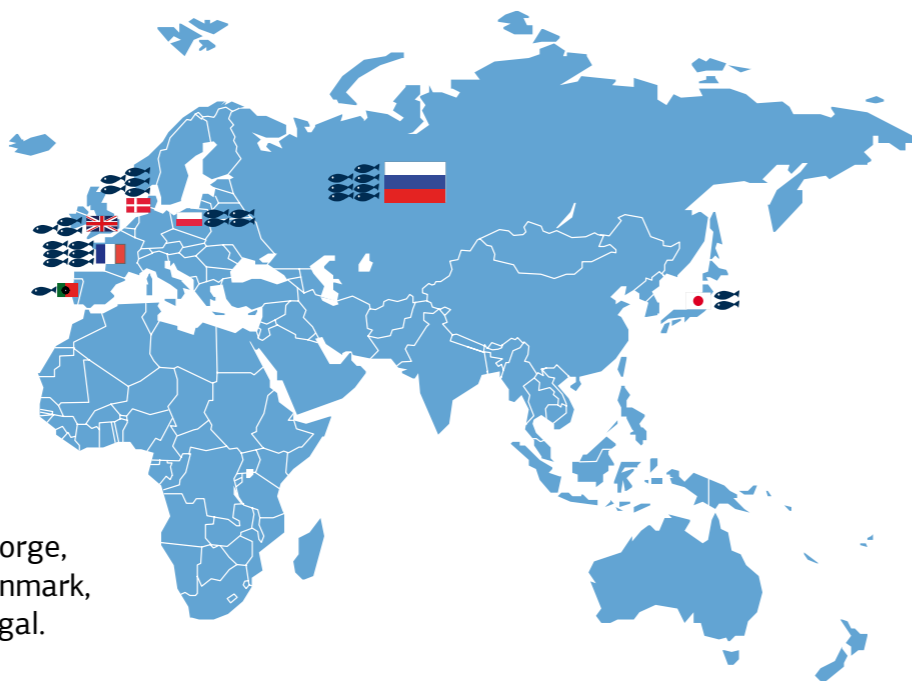 orge,
nmark,
gal.